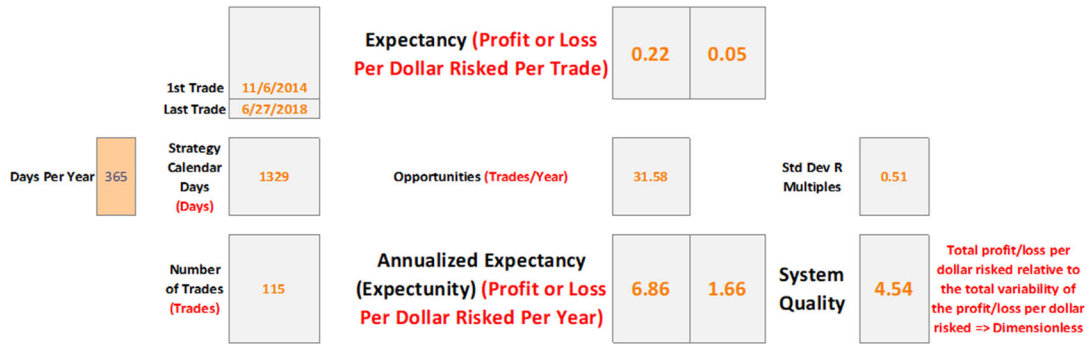 Expectancy (Profit or Loss
Per Dollar Risked Per Trade)
0.22 0.05
1st Trade 11/6/2014
Last Trade 6/27/2018
Days Per Year 365
Strategy
Calendar
Days
(Days)
1329
Opportunities (Trades/Year)
31.58
Std Dev R
Multiples
0.51
Number
of Trades
(Trades)
115
Annualized Expectancy
(Expectunity) (Profit or Loss
Per Dollar Risked Per Year)
6.86 1.66
System
Quality
4.54
Total profit/loss per
dollar risked relative to
the total variability of
the profit/loss per dollar
risked => Dimensionless